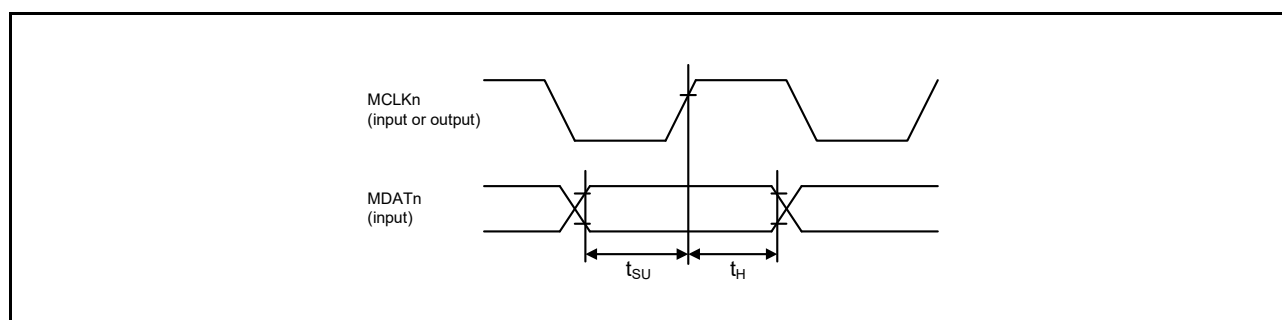 MCLKn
(input or output)
MDATn
(input)
tSU
tH